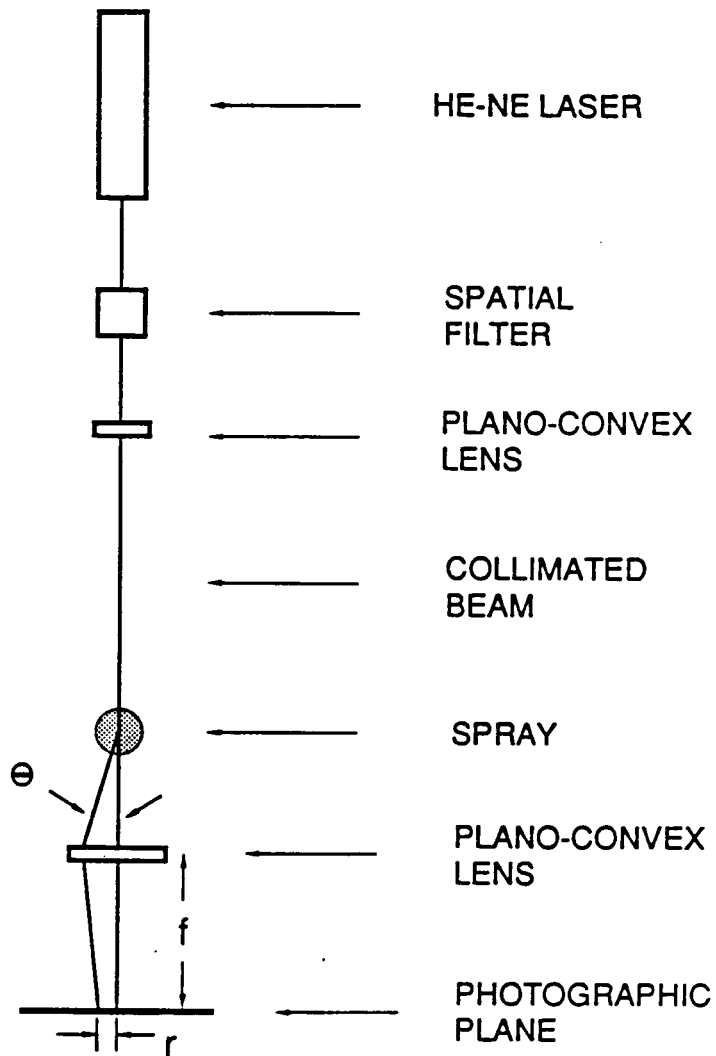 HE-NE LASER
SPATIAL
FILTER
PLANO-CONVEX
LENS
COLLIMATED
BEAM
SPRAY
Θ
PLANO-CONVEX
LENS
f
PHOTOGRAPHIC
PLANE
r